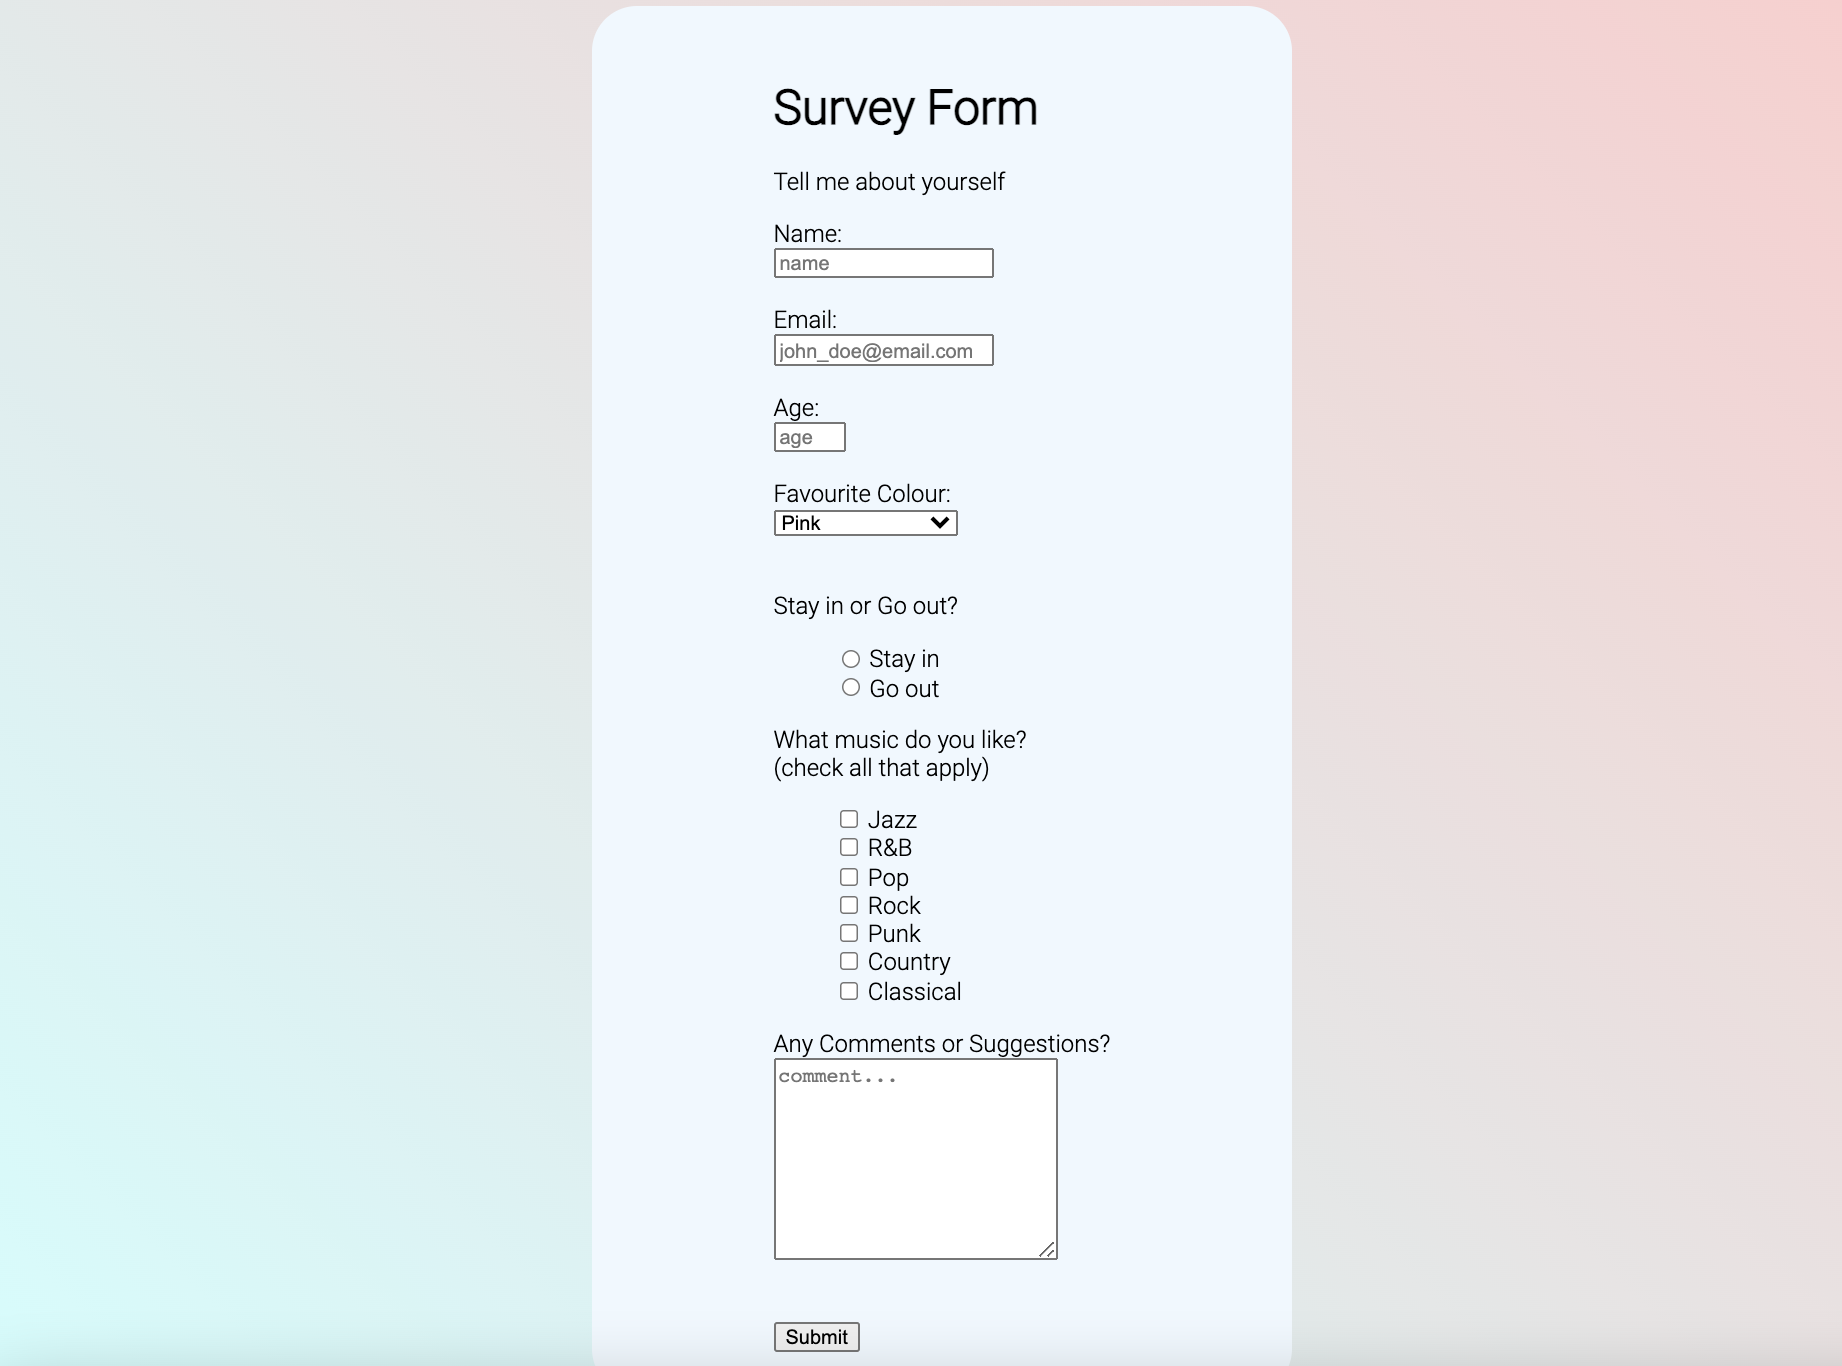 Survey Form
Tell me about yourself
Name:
name
Email:
john_doe@email.com
Age:
age
Favourite Colour:
Pink
Stay in or Go out?
Stay in
Go out
What music do you like?
(check all that apply)
Jazz
R&B
Pop
Rock
Punk
Country
Classical
Any Comments or Suggestions?
comment...
Submit